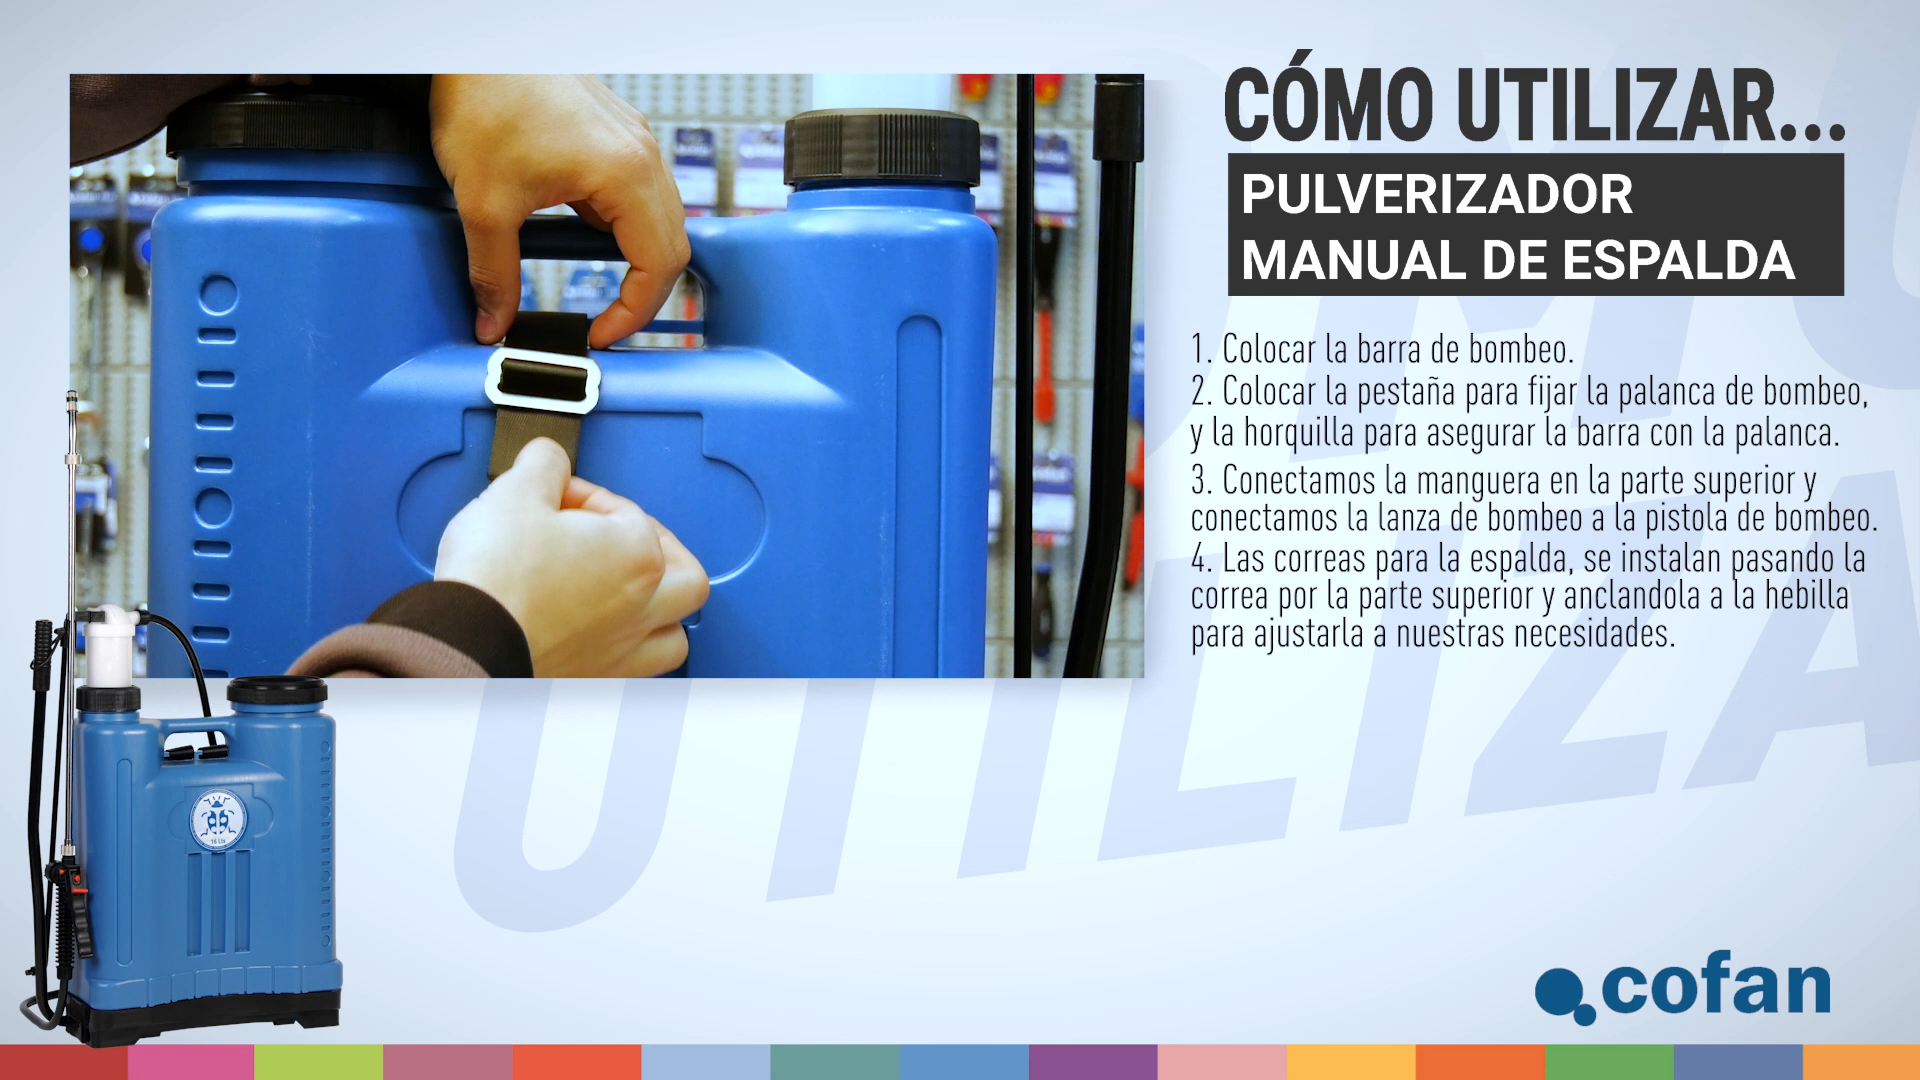 CÓMO UTILIZAR...
PULVERIZADOR
MANUAL DE ESPALDA
1. Colocar la barra de bombeo.
2. Colocar la pestaña para fijar la palanca de bombeo,
y la horquilla para asegurar la barra con la palanca.
3. Conectamos la manguera en la parte superior y
conectamos la lanza de bombeo a la pistola de bombeo.
4. Las correas para la espalda, se instalan pasando la
correa por la parte superior y anclandola a la hebilla
para ajustarla a nuestras necesidades.
16 Lts
cofan